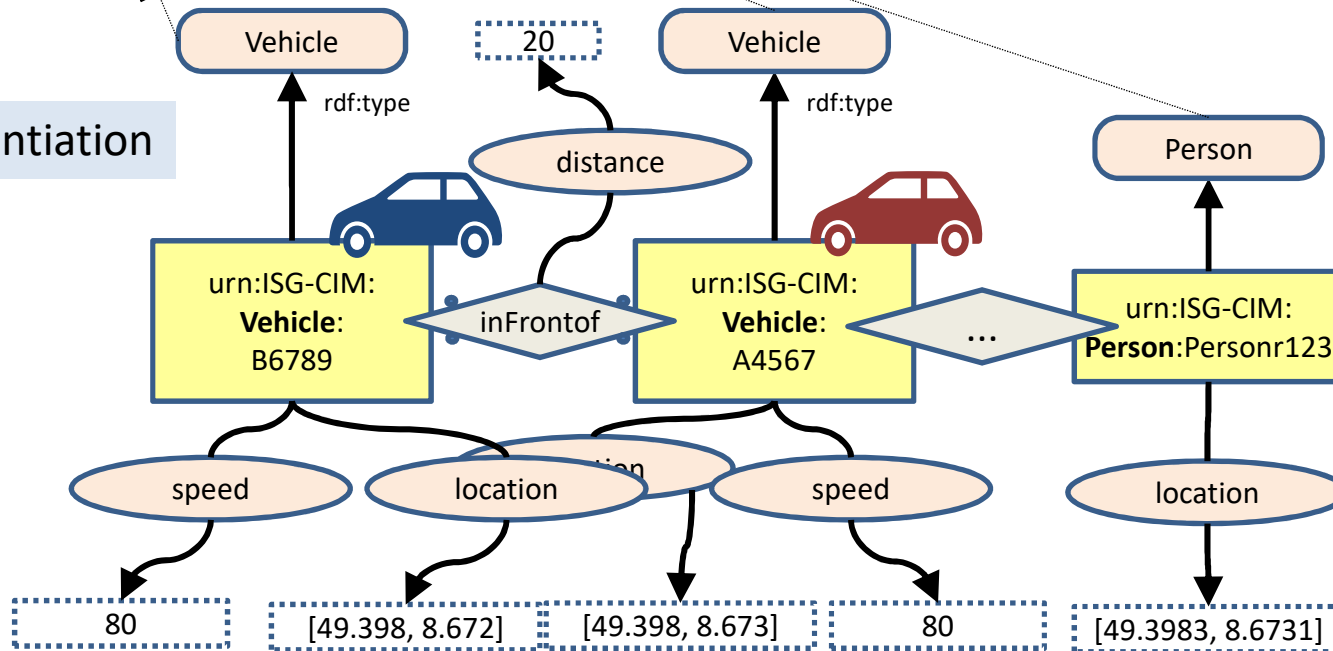 Vehicle
20
Vehicle
rdf:type
rdf:type
ntiation
distance
Person
urn:ISG-CIM:
Vehicle:
B6789
inFrontof
urn:ISG-CIM:
Vehicle:
A4567
...
urn:ISG-CIM:
Person:Personr123
speed
location
speed
location
80
[49.398, 8.672]
[49.398, 8.673]
80
[49.3983, 8.6731]